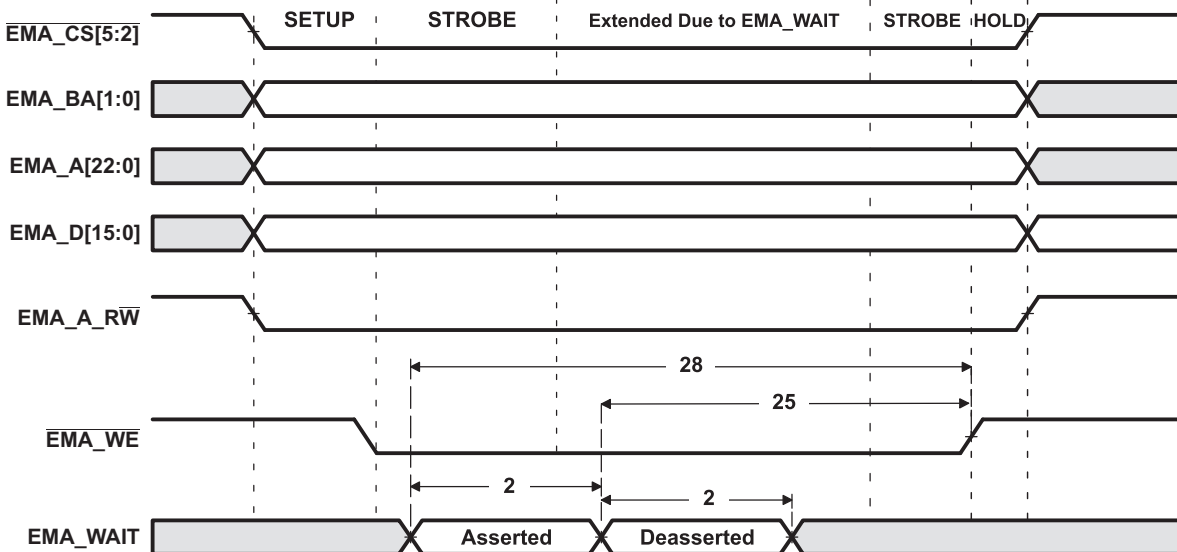 SETUP STROBE Extended Due to EMA_WAIT STROBE HOLD
EMA_CS[5:2]
EMA_BA[1:0]
EMA_A[22:0]
EMA_D[15:0]
EMA_A_RW
28
25
EMA_WE
2
2
EMA_WAIT Asserted Deasserted